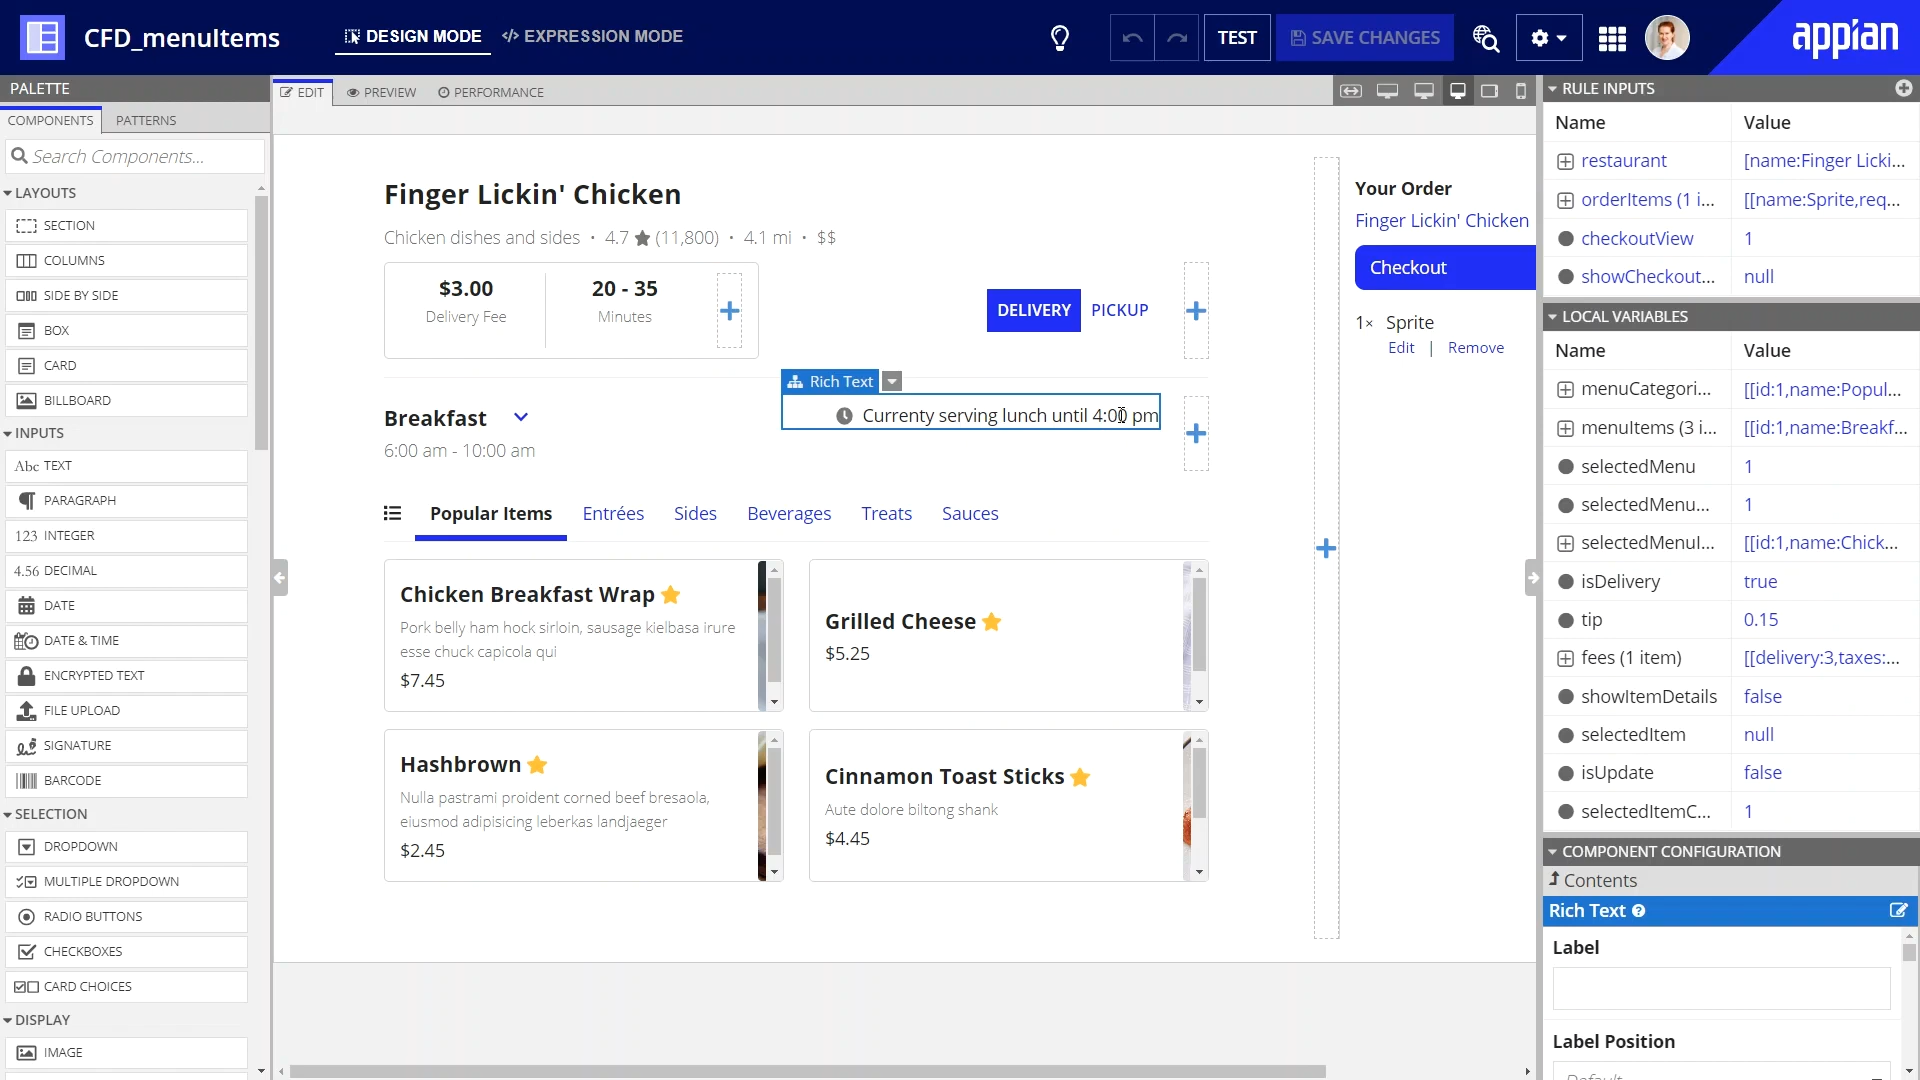 CFD_menuItems
DESIGN MODE
</> EXPRESSION MODE
TEST
SAVE CHANGES
appian
PALETTE
COMPONENTS
PATTERNS
Search Components...
LAYOUTS
SECTION
COLUMNS
SIDE BY SIDE
BOX
CARD
BILLBOARD
INPUTS
Abc TEXT
PARAGRAPH
123 INTEGER
4.56 DECIMAL
DATE
DATE & TIME
ENCRYPTED TEXT
FILE UPLOAD
SIGNATURE
BARCODE
SELECTION
DROPDOWN
MULTIPLE DROPDOWN
RADIO BUTTONS
CHECKBOXES
CARD CHOICES
DISPLAY
IMAGE
EDIT
PREVIEW
PERFORMANCE
Finger Lickin' Chicken
Chicken dishes and sides • 4.7 ★ (11,800) • 4.1 mi • $$
$3.00
Delivery Fee
20 - 35
Minutes
DELIVERY
PICKUP
Rich Text
Breakfast
6:00 am - 10:00 am
Currenty serving lunch until 4:00 pm
Popular Items
Entrées
Sides
Beverages
Treats
Sauces
Chicken Breakfast Wrap
Pork belly ham hock sirloin, sausage kielbasa irure
esse chuck capicola qui
$7.45
Grilled Cheese
$5.25
Hashbrown
Nulla pastrami proident corned beef bresaola,
eiusmod adipisicing leberkas landjaeger
$2.45
Cinnamon Toast Sticks
Aute dolore biltong shank
$4.45
Your Order
Finger Lickin' Chicken
Checkout
1× Sprite
Edit | Remove
RULE INPUTS
Name Value
restaurant [name:Finger Licki...
orderItems (1 i... [[name:Sprite,req...
checkoutView 1
showCheckout... null
LOCAL VARIABLES
Name Value
menuCategori... [[id:1,name:Popul...
menuItems (3 i... [[id:1,name:Breakf...
selectedMenu 1
selectedMenu... 1
selectedMenuI... [[id:1,name:Chick...
isDelivery true
tip 0.15
fees (1 item) [[delivery:3,taxes:...
showItemDetails false
selectedItem null
isUpdate false
selectedItemC... 1
COMPONENT CONFIGURATION
Contents
Rich Text
Label
Label Position
Default